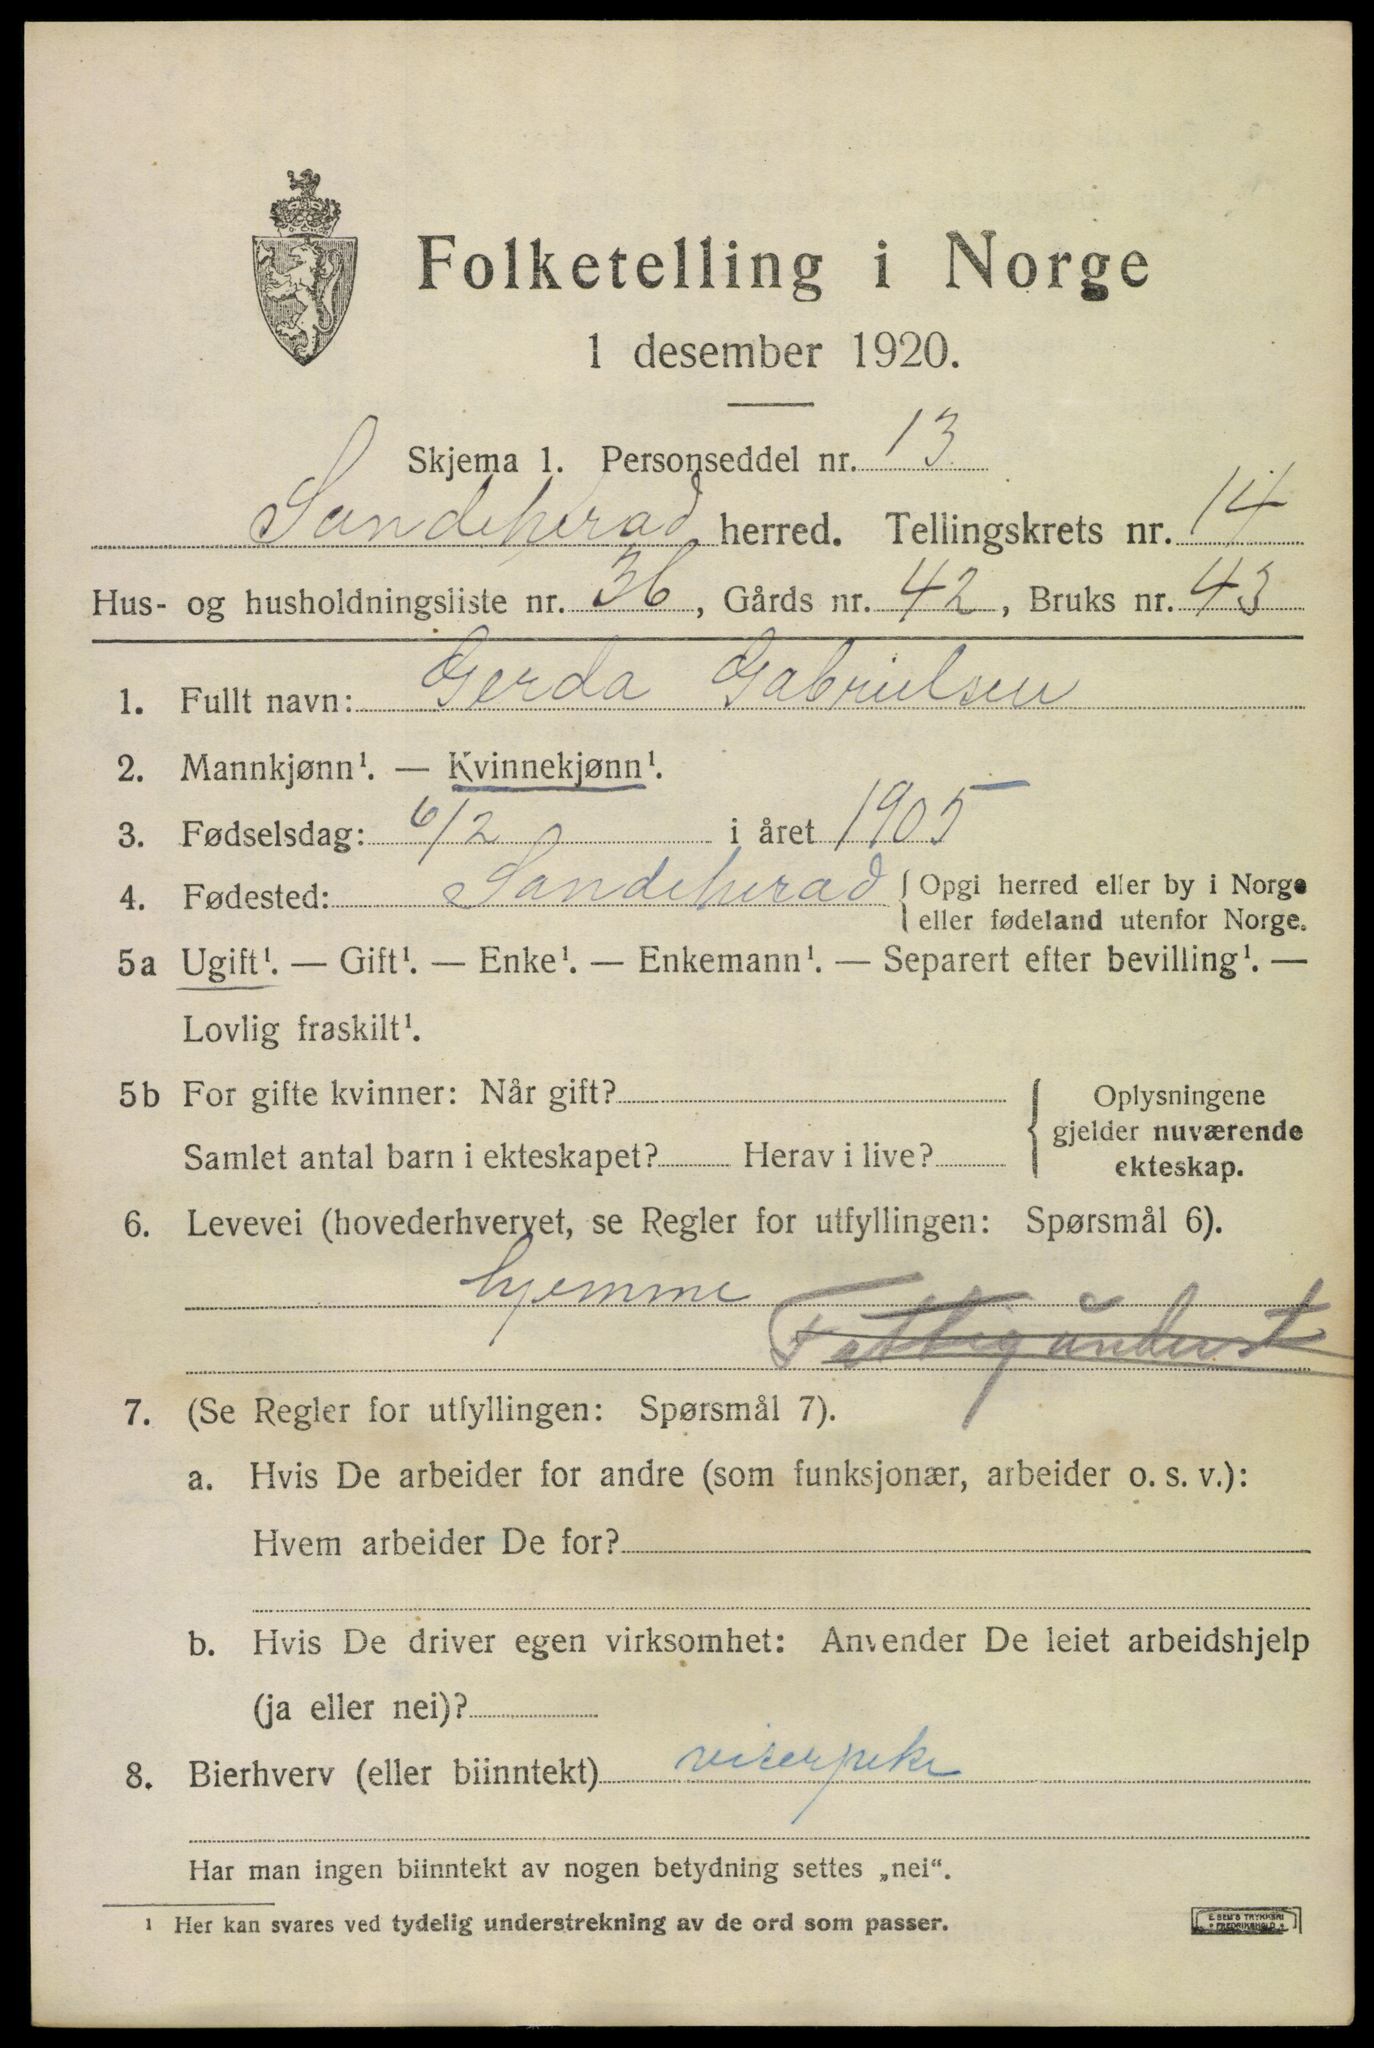 Folketelling i Norge
1 desember 1920.
Skjema 1. Personseddel nr. 13
Sandeherad herred. Tellingskrets nr. 14
Hus- og husholdningsliste nr. 36, Gårds nr. 42, Bruks nr. 43
1. Fullt navn: Gerda Gabrielsen
2. Mannkjønn¹. — Kvinnekjønn¹.
3. Fødselsdag: 6/2 i året 1905
4. Fødested: Sandeherad { Opgi herred eller by i Norge
eller fødeland utenfor Norge.
5a Ugift¹. — Gift¹. — Enke¹. — Enkemann¹. — Separert efter bevilling¹. —
Lovlig fraskilt¹.
5b For gifte kvinner: Når gift?
Samlet antal barn i ekteskapet? Herav i live?
{ Oplysningene
gjelder nuværende
ekteskap.
6. Levevei (hovederhvervet, se Regler for utfyllingen: Spørsmål 6).
hjemme
Fattigunderst
7. (Se Regler for utfyllingen: Spørsmål 7).
a. Hvis De arbeider for andre (som funksjonær, arbeider o. s. v.):
Hvem arbeider De for?
b. Hvis De driver egen virksomhet: Anvender De leiet arbeidshjelp
(ja eller nei)?
8. Bierhverv (eller biinntekt) viserpike
Har man ingen biinntekt av nogen betydning settes „nei“.
¹ Her kan svares ved tydelig understrekning av de ord som passer.
E. SEM'S TRYKKERI
* FREDRIKSHALD *